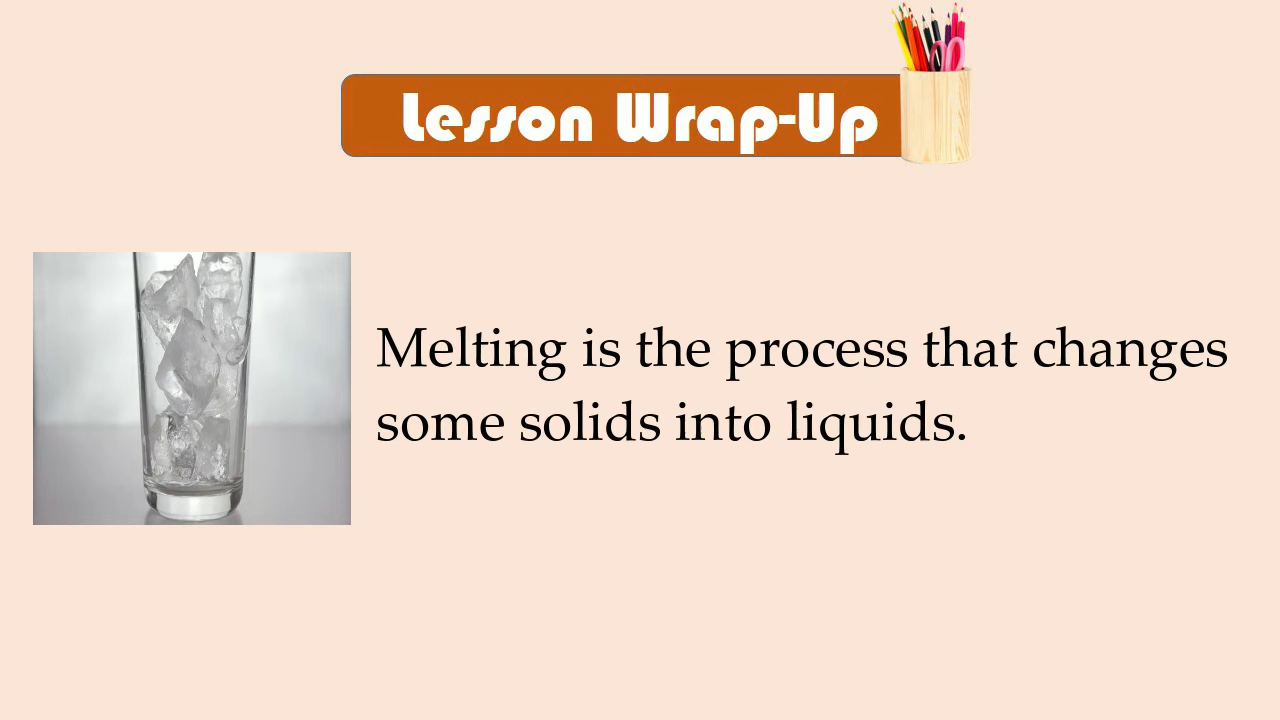 Lesson Wrap-Up
Melting is the process that changes
some solids into liquids.